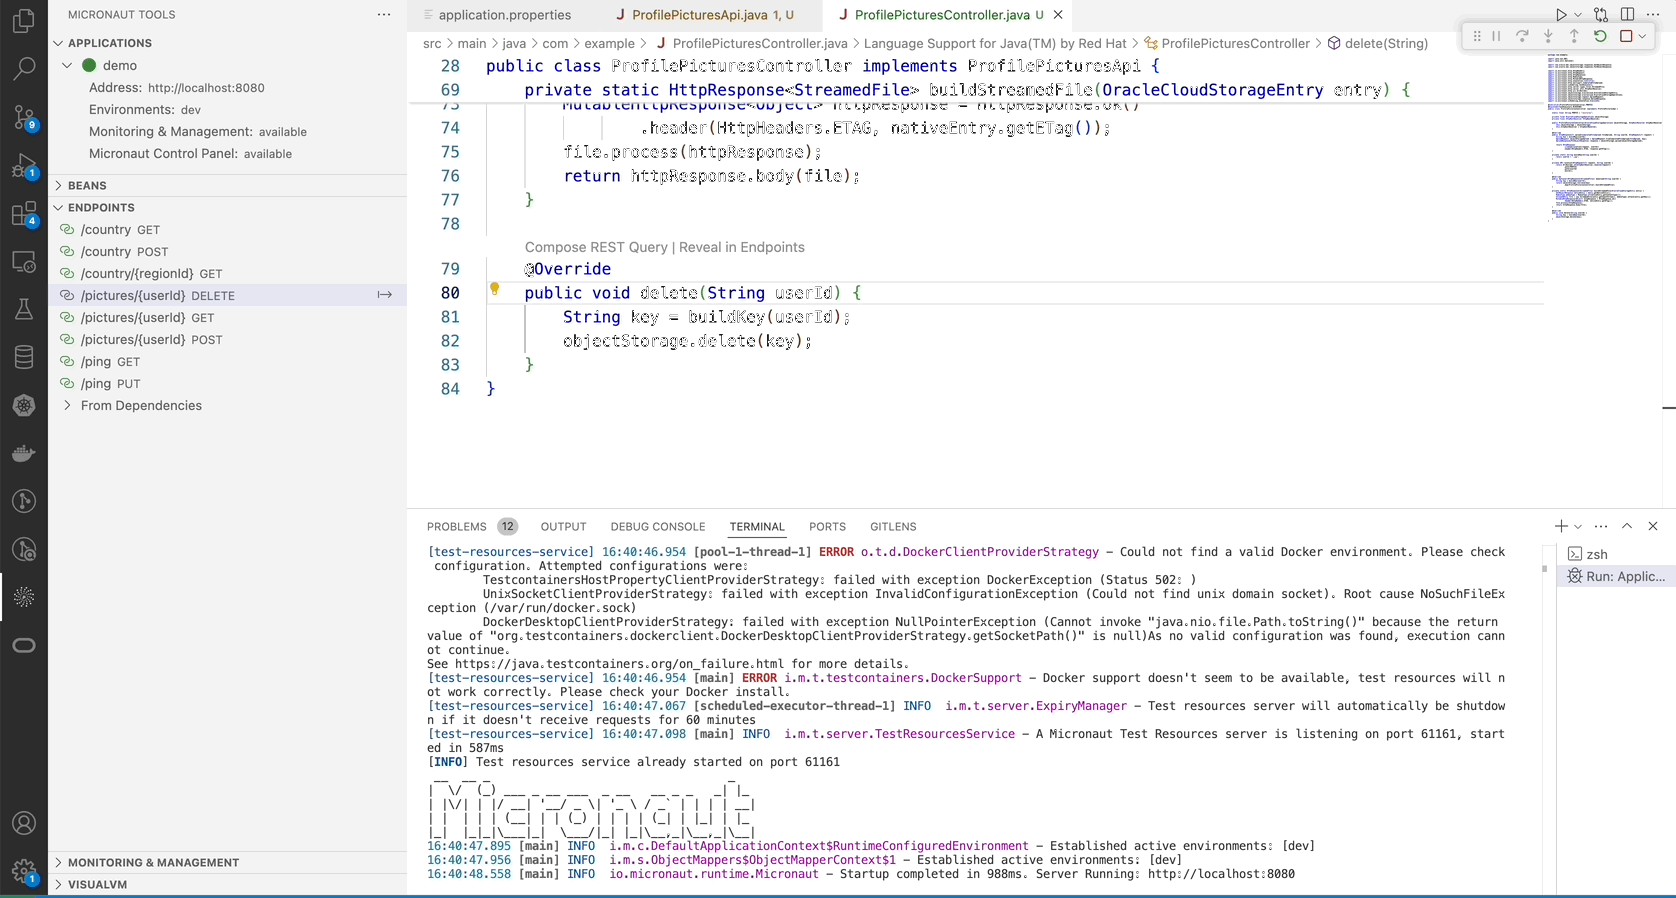 MICRONAUT TOOLS
APPLICATIONS
demo
Address: http://localhost:8080
Environments: dev
Monitoring & Management: available
Micronaut Control Panel: available
BEANS
ENDPOINTS
/country GET
/country POST
/country/{regionId} GET
/pictures/{userId} DELETE
/pictures/{userId} GET
/pictures/{userId} POST
/ping GET
/ping PUT
From Dependencies
MONITORING & MANAGEMENT
VISUALVM
9
1
4
1
application.properties
J ProfilePicturesApi.java 1, U
J ProfilePicturesController.java U
src > main > java > com > example > J ProfilePicturesController.java > Language Support for Java(TM) by Red Hat > ProfilePicturesController > delete(String)
28 public class ProfilePicturesController implements ProfilePicturesApi {
69 private static HttpResponse<StreamedFile> buildStreamedFile(OracleCloudStorageEntry entry) {
73 MutableHttpResponse<Object> httpResponse = HttpResponse.ok()
74 .header(HttpHeaders.ETAG, nativeEntry.getETag());
75 file.process(httpResponse);
76 return httpResponse.body(file);
77 }
78
Compose REST Query | Reveal in Endpoints
79 @Override
80 public void delete(String userId) {
81 String key = buildKey(userId);
82 objectStorage.delete(key);
83 }
84 }
PROBLEMS 12 OUTPUT DEBUG CONSOLE TERMINAL PORTS GITLENS
[test-resources-service] 16:40:46.954 [pool-1-thread-1] ERROR o.t.d.DockerClientProviderStrategy - Could not find a valid Docker environment. Please check
configuration. Attempted configurations were:
TestcontainersHostPropertyClientProviderStrategy: failed with exception DockerException (Status 502: )
UnixSocketClientProviderStrategy: failed with exception InvalidConfigurationException (Could not find unix domain socket). Root cause NoSuchFileEx
ception (/var/run/docker.sock)
DockerDesktopClientProviderStrategy: failed with exception NullPointerException (Cannot invoke "java.nio.file.Path.toString()" because the return
value of "org.testcontainers.dockerclient.DockerDesktopClientProviderStrategy.getSocketPath()" is null)As no valid configuration was found, execution cann
ot continue.
See https://java.testcontainers.org/on_failure.html for more details.
[test-resources-service] 16:40:46.954 [main] ERROR i.m.t.testcontainers.DockerSupport - Docker support doesn't seem to be available, test resources will n
ot work correctly. Please check your Docker install.
[test-resources-service] 16:40:47.067 [scheduled-executor-thread-1] INFO i.m.t.server.ExpiryManager - Test resources server will automatically be shutdow
n if it doesn't receive requests for 60 minutes
[test-resources-service] 16:40:47.098 [main] INFO i.m.t.server.TestResourcesService - A Micronaut Test Resources server is listening on port 61161, start
ed in 587ms
[INFO] Test resources service already started on port 61161
Micronaut
16:40:47.895 [main] INFO i.m.c.DefaultApplicationContext$RuntimeConfiguredEnvironment - Established active environments: [dev]
16:40:47.956 [main] INFO i.m.s.ObjectMappers$ObjectMapperContext$1 - Established active environments: [dev]
16:40:48.558 [main] INFO io.micronaut.runtime.Micronaut - Startup completed in 988ms. Server Running: http://localhost:8080
zsh
Run: Applic...